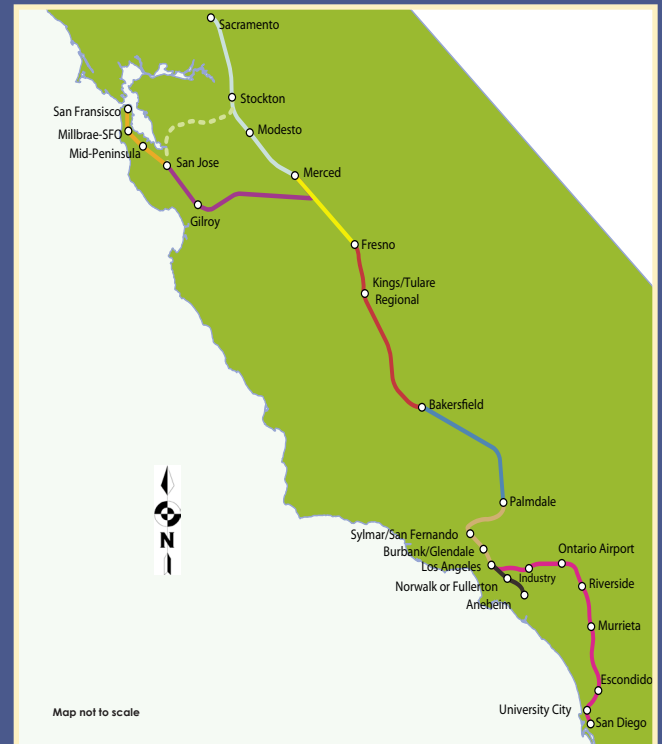 Sacramento
Stockton
San Fransisco
Modesto
Millbrae-SFO
Mid-Peninsula
San Jose
Merced
Gilroy
Fresno
Kings/Tulare
Regional
Bakersfield
Palmdale
N
Sylmar/San Fernando
Burbank/Glendale
Ontario Airport
Los Angeles
Industry
Norwalk or Fullerton
Riverside
Aneheim
Murrieta
Escondido
University City
Map not to scale
San Diego